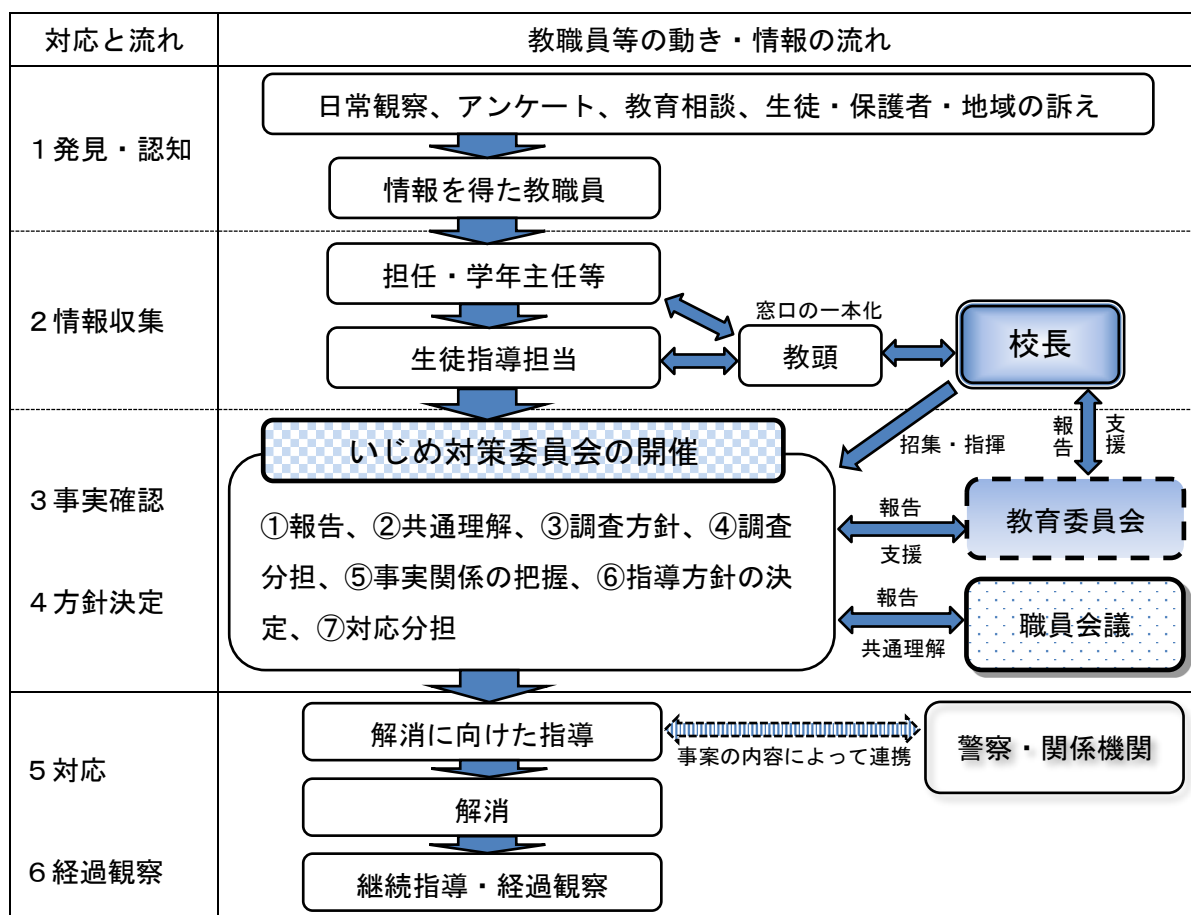 対応と流れ
教職員等の動き・情報の流れ
１発見・認知
日常観察、アンケート、教育相談、生徒・保護者・地域の訴え
情報を得た教職員
２情報収集
担任・学年主任等
生徒指導担当
窓口の一本化
教頭
校長
招集・指揮
報告
支援
３事実確認
４方針決定
いじめ対策委員会の開催
①報告、②共通理解、③調査方針、④調査
分担、⑤事実関係の把握、⑥指導方針の決
定、⑦対応分担
報告
支援
教育委員会
報告
共通理解
職員会議
５対応
６経過観察
解消に向けた指導
事案の内容によって連携
警察・関係機関
解消
継続指導・経過観察